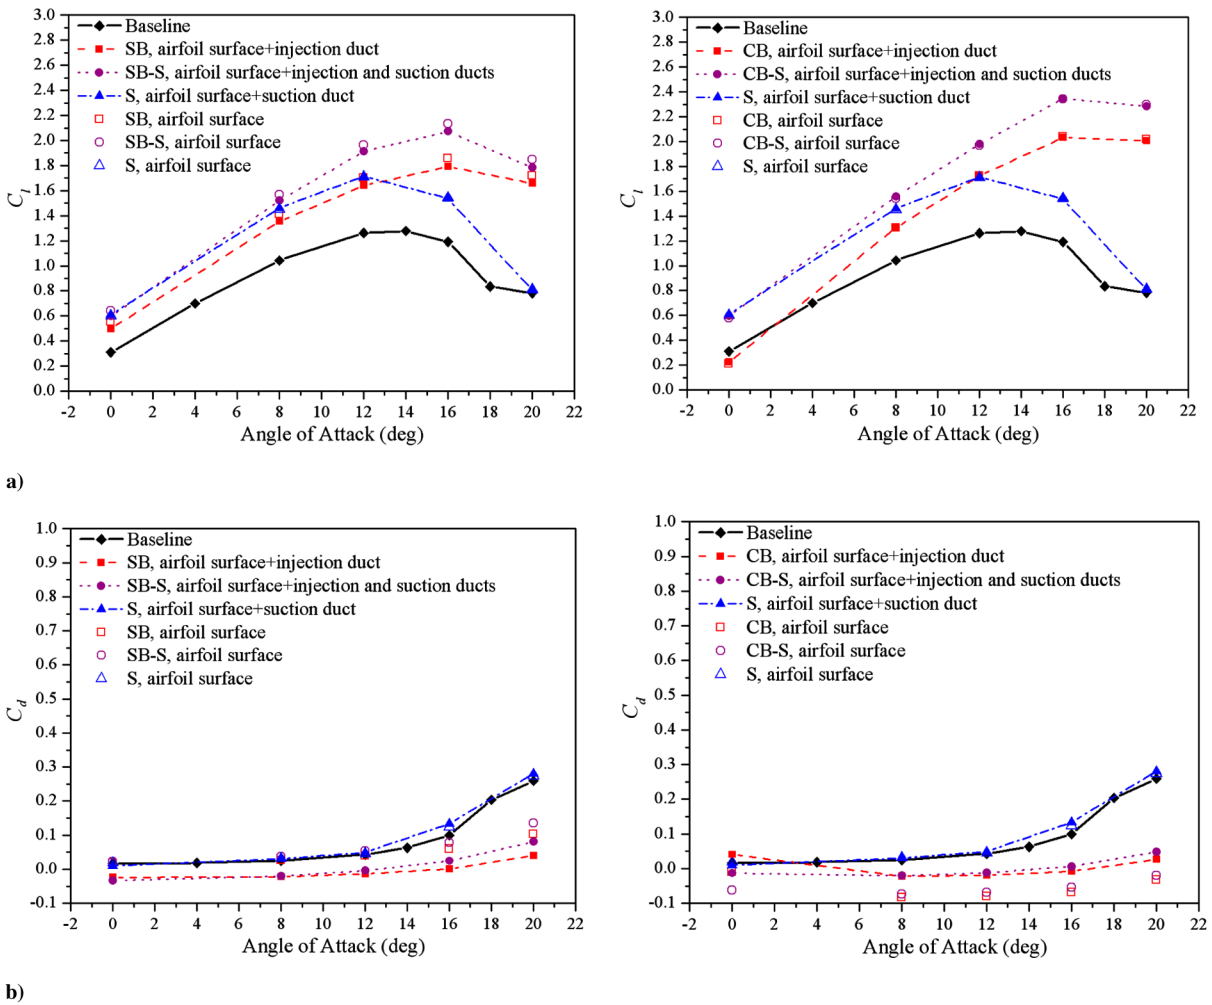 3.0
2.8
2.6
2.4
2.2
2.0
1.8
1.6
1.4
1.2
1.0
0.8
0.6
0.4
0.2
0.0
C_l
Baseline
SB, airfoil surface+injection duct
SB-S, airfoil surface+injection and suction ducts
S, airfoil surface+suction duct
SB, airfoil surface
SB-S, airfoil surface
S, airfoil surface
-2 0 2 4 6 8 10 12 14 16 18 20 22
Angle of Attack (deg)
3.0
2.8
2.6
2.4
2.2
2.0
1.8
1.6
1.4
1.2
1.0
0.8
0.6
0.4
0.2
0.0
C_l
Baseline
CB, airfoil surface+injection duct
CB-S, airfoil surface+injection and suction ducts
S, airfoil surface+suction duct
CB, airfoil surface
CB-S, airfoil surface
S, airfoil surface
-2 0 2 4 6 8 10 12 14 16 18 20 22
Angle of Attack (deg)
a)
1.0
0.9
0.8
0.7
0.6
0.5
0.4
0.3
0.2
0.1
0.0
-0.1
C_d
Baseline
SB, airfoil surface+injection duct
SB-S, airfoil surface+injection and suction ducts
S, airfoil surface+suction duct
SB, airfoil surface
SB-S, airfoil surface
S, airfoil surface
-2 0 2 4 6 8 10 12 14 16 18 20 22
Angle of Attack (deg)
1.0
0.9
0.8
0.7
0.6
0.5
0.4
0.3
0.2
0.1
0.0
-0.1
C_d
Baseline
CB, airfoil surface+injection duct
CB-S, airfoil surface+injection and suction ducts
S, airfoil surface+suction duct
CB, airfoil surface
CB-S, airfoil surface
S, airfoil surface
-2 0 2 4 6 8 10 12 14 16 18 20 22
Angle of Attack (deg)
b)